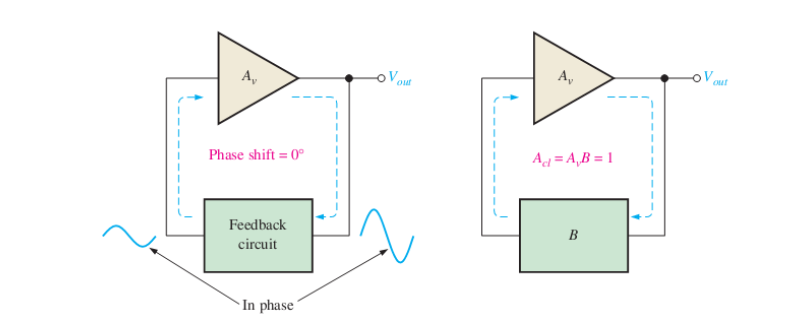 A_v
V_out
Phase shift = 0°
Feedback
circuit
In phase
A_v
V_out
A_cl = A_vB = 1
B